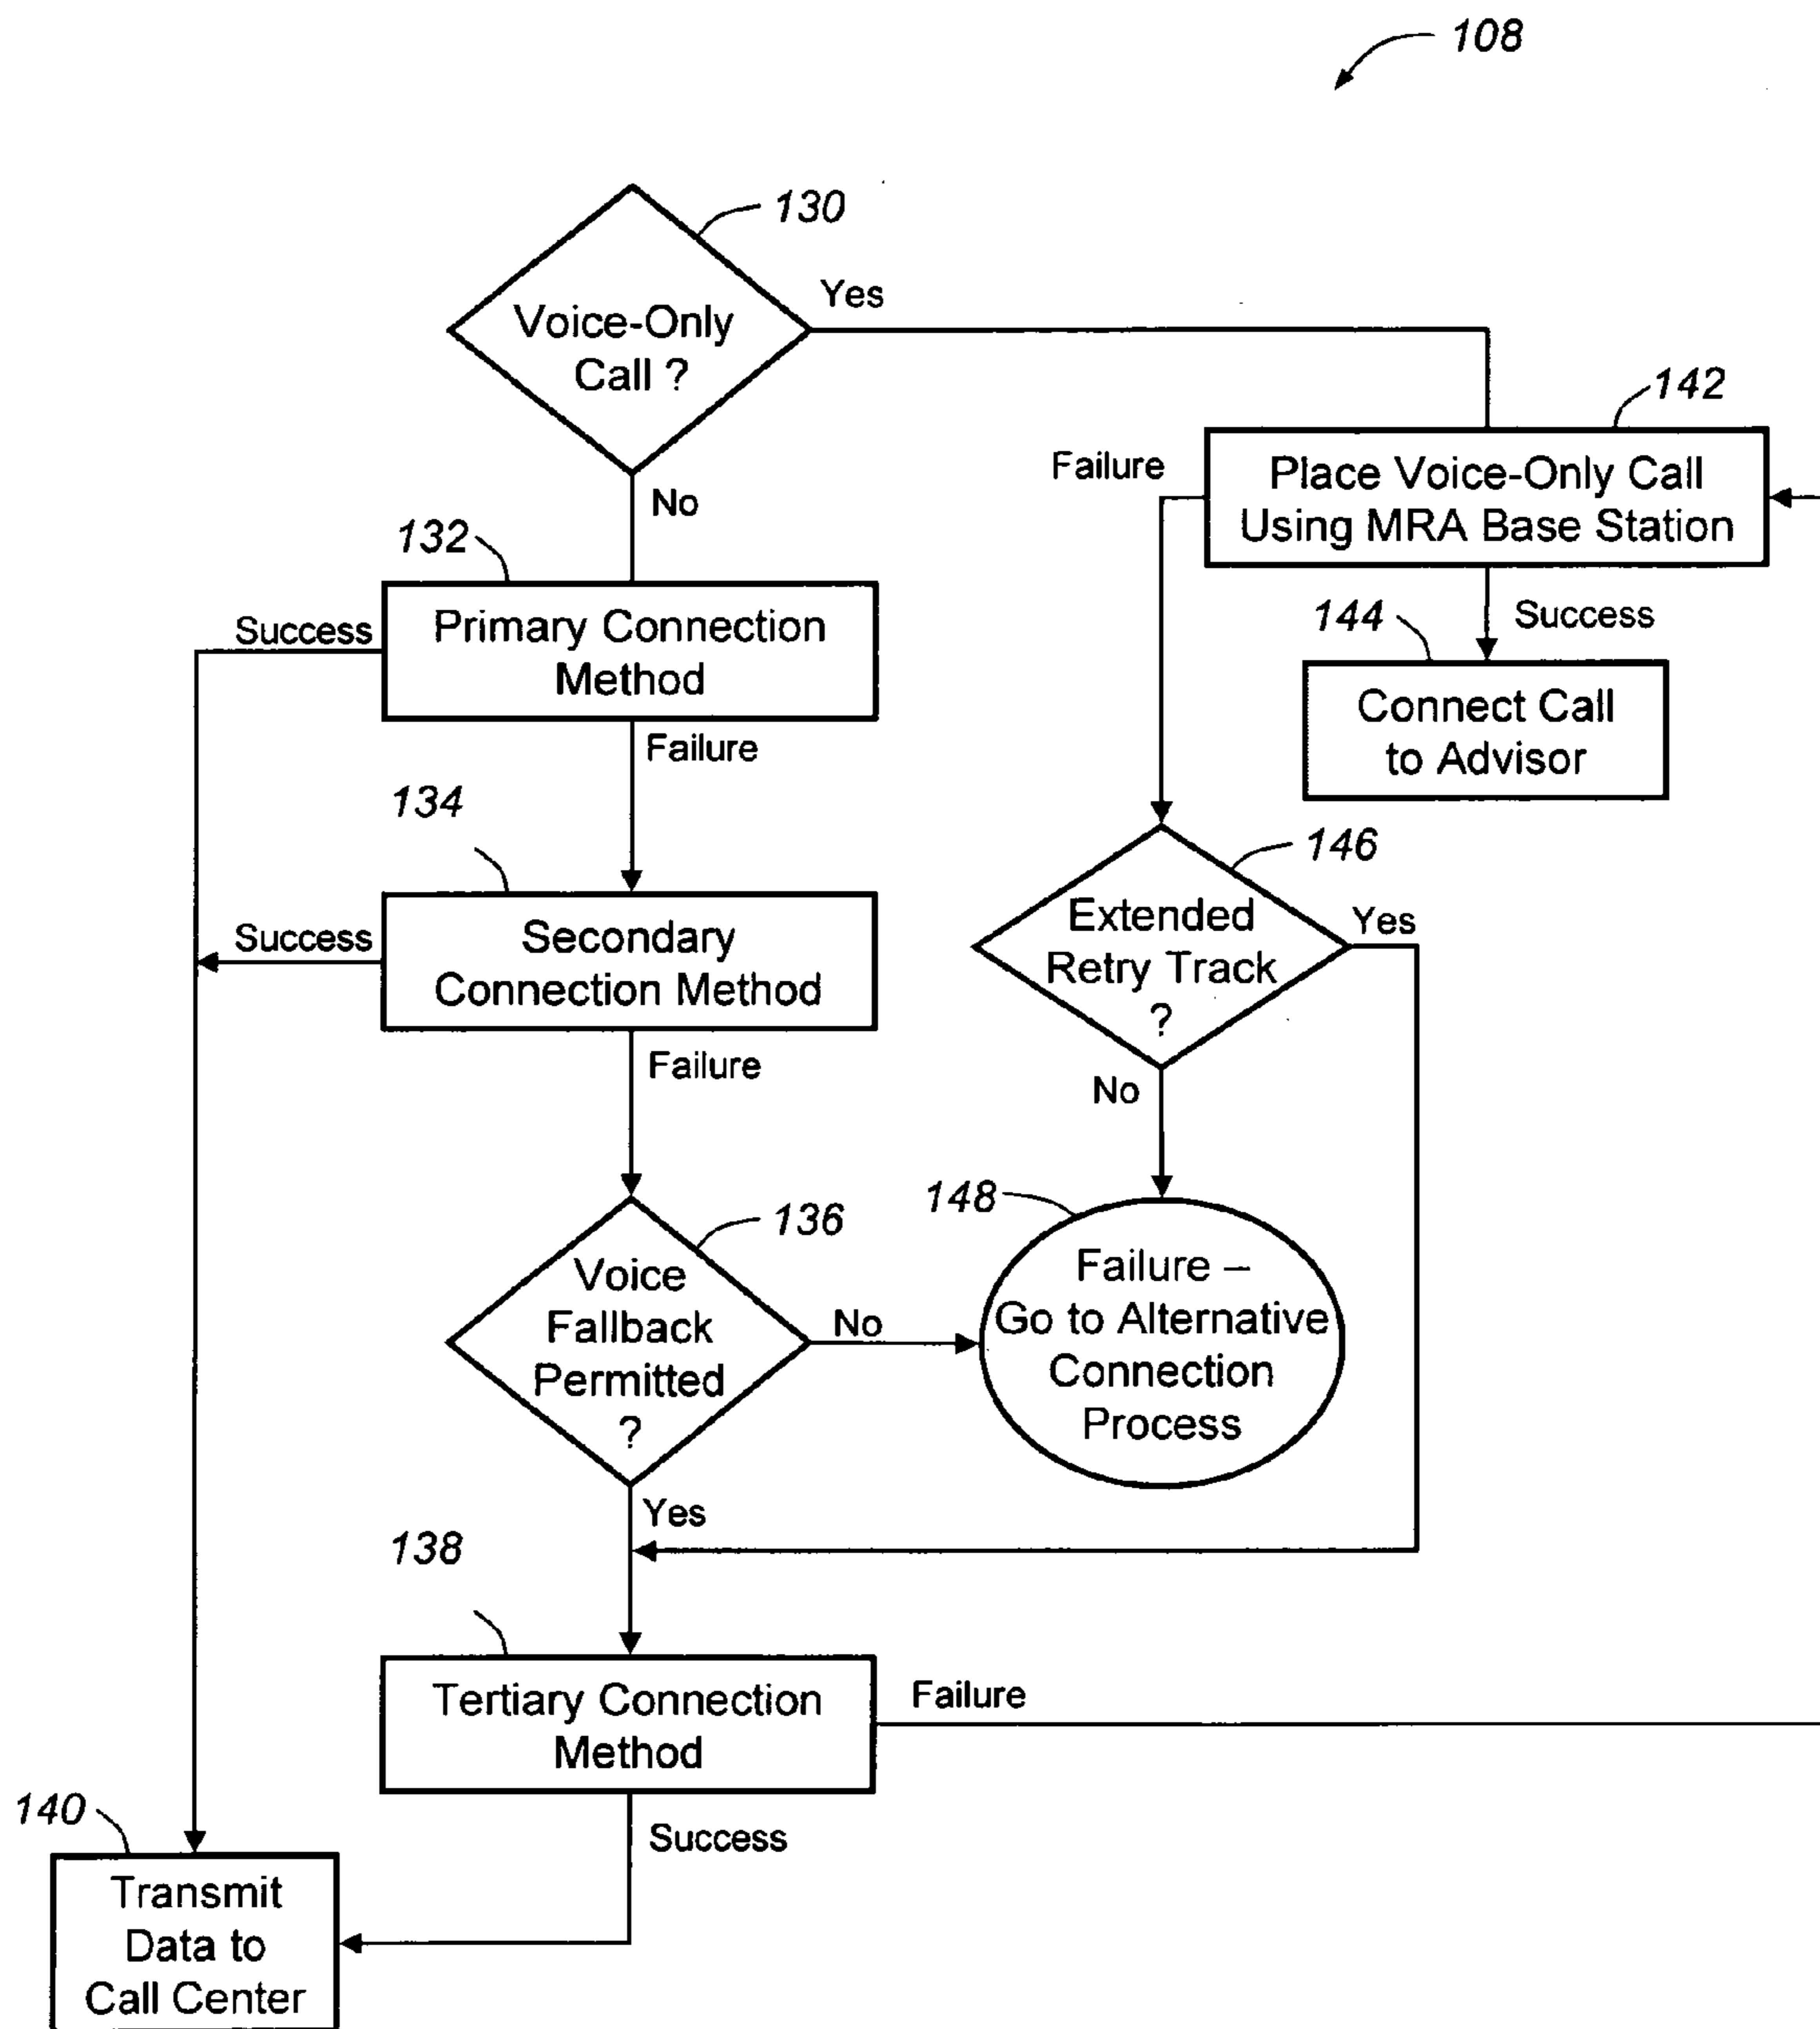 108
130
Voice-Only
Call ?
Yes
No
142
Place Voice-Only Call
Using MRA Base Station
Failure
Success
144
Connect Call
to Advisor
132
Primary Connection
Method
Success
Failure
134
Secondary
Connection Method
Success
Failure
146
Extended
Retry Track
?
Yes
No
136
Voice
Fallback
Permitted
?
No
Yes
148
Failure –
Go to Alternative
Connection
Process
138
Tertiary Connection
Method
Failure
Success
140
Transmit
Data to
Call Center